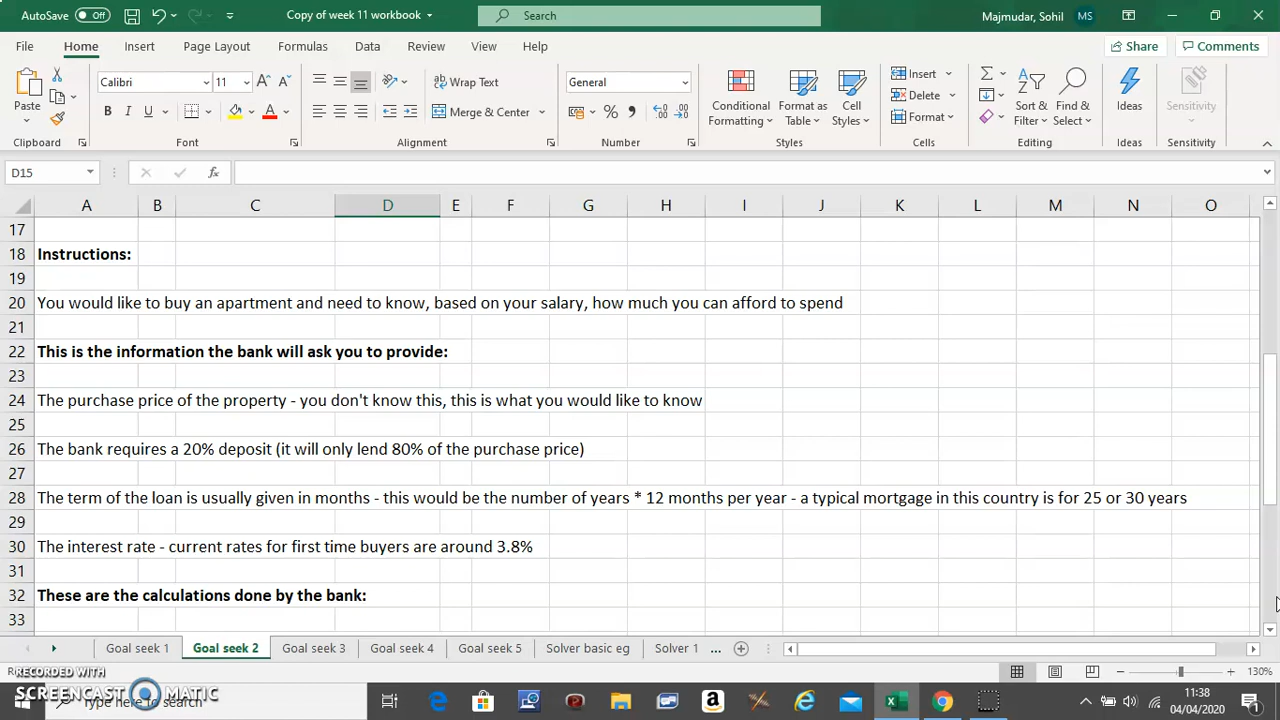 AutoSave Off Copy of week 11 workbook Search Majmudar, Sohil MS
File Home Insert Page Layout Formulas Data Review View Help Share Comments
Paste Calibri 11 Wrap Text General Conditional Formatting Format as Table Cell Styles Insert Sort & Filter Find & Select Ideas Sensitivity
B I U Merge & Center % Delete
Format
Clipboard Font Alignment Number Styles Cells Editing Ideas Sensitivity
D15 fx
A B C D E F G H I J K L M N O
17
18 Instructions:
19
20 You would like to buy an apartment and need to know, based on your salary, how much you can afford to spend
21
22 This is the information the bank will ask you to provide:
23
24 The purchase price of the property - you don't know this, this is what you would like to know
25
26 The bank requires a 20% deposit (it will only lend 80% of the purchase price)
27
28 The term of the loan is usually given in months - this would be the number of years * 12 months per year - a typical mortgage in this country is for 25 or 30 years
29
30 The interest rate - current rates for first time buyers are around 3.8%
31
32 These are the calculations done by the bank:
33
Goal seek 1 Goal seek 2 Goal seek 3 Goal seek 4 Goal seek 5 Solver basic eg Solver 1 ...
RECORDED WITH 130%
SCREENCAST MATIC Type here to search 11:38
04/04/2020